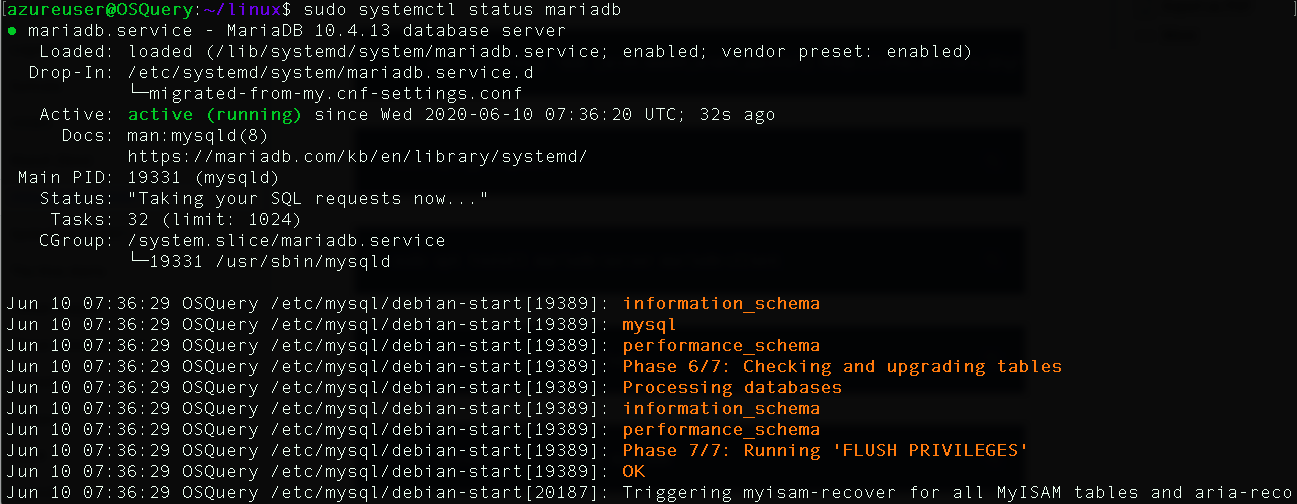 [azureuser@OSQuery:~/linux$ sudo systemctl status mariadb
● mariadb.service - MariaDB 10.4.13 database server
Loaded: loaded (/lib/systemd/system/mariadb.service; enabled; vendor preset: enabled)
Drop-In: /etc/systemd/system/mariadb.service.d
└─migrated-from-my.cnf-settings.conf
Active: active (running) since Wed 2020-06-10 07:36:20 UTC; 32s ago
Docs: man:mysqld(8)
https://mariadb.com/kb/en/library/systemd/
Main PID: 19331 (mysqld)
Status: "Taking your SQL requests now..."
Tasks: 32 (limit: 1024)
CGroup: /system.slice/mariadb.service
└─19331 /usr/sbin/mysqld
Jun 10 07:36:29 OSQuery /etc/mysql/debian-start[19389]: information_schema
Jun 10 07:36:29 OSQuery /etc/mysql/debian-start[19389]: mysql
Jun 10 07:36:29 OSQuery /etc/mysql/debian-start[19389]: performance_schema
Jun 10 07:36:29 OSQuery /etc/mysql/debian-start[19389]: Phase 6/7: Checking and upgrading tables
Jun 10 07:36:29 OSQuery /etc/mysql/debian-start[19389]: Processing databases
Jun 10 07:36:29 OSQuery /etc/mysql/debian-start[19389]: information_schema
Jun 10 07:36:29 OSQuery /etc/mysql/debian-start[19389]: performance_schema
Jun 10 07:36:29 OSQuery /etc/mysql/debian-start[19389]: Phase 7/7: Running 'FLUSH PRIVILEGES'
Jun 10 07:36:29 OSQuery /etc/mysql/debian-start[19389]: OK
Jun 10 07:36:29 OSQuery /etc/mysql/debian-start[20187]: Triggering myisam-recover for all MyISAM tables and aria-reco